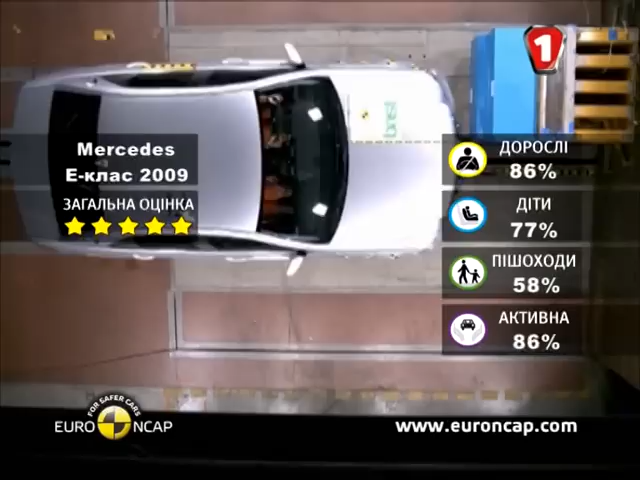 1
Mercedes
Е-клас 2009
ЗАГАЛЬНА ОЦІНКА
ДОРОСЛІ
86%
ДІТИ
77%
ПІШОХОДИ
58%
АКТИВНА
86%
FOR SAFER CARS
EURO NCAP
www.euroncap.com